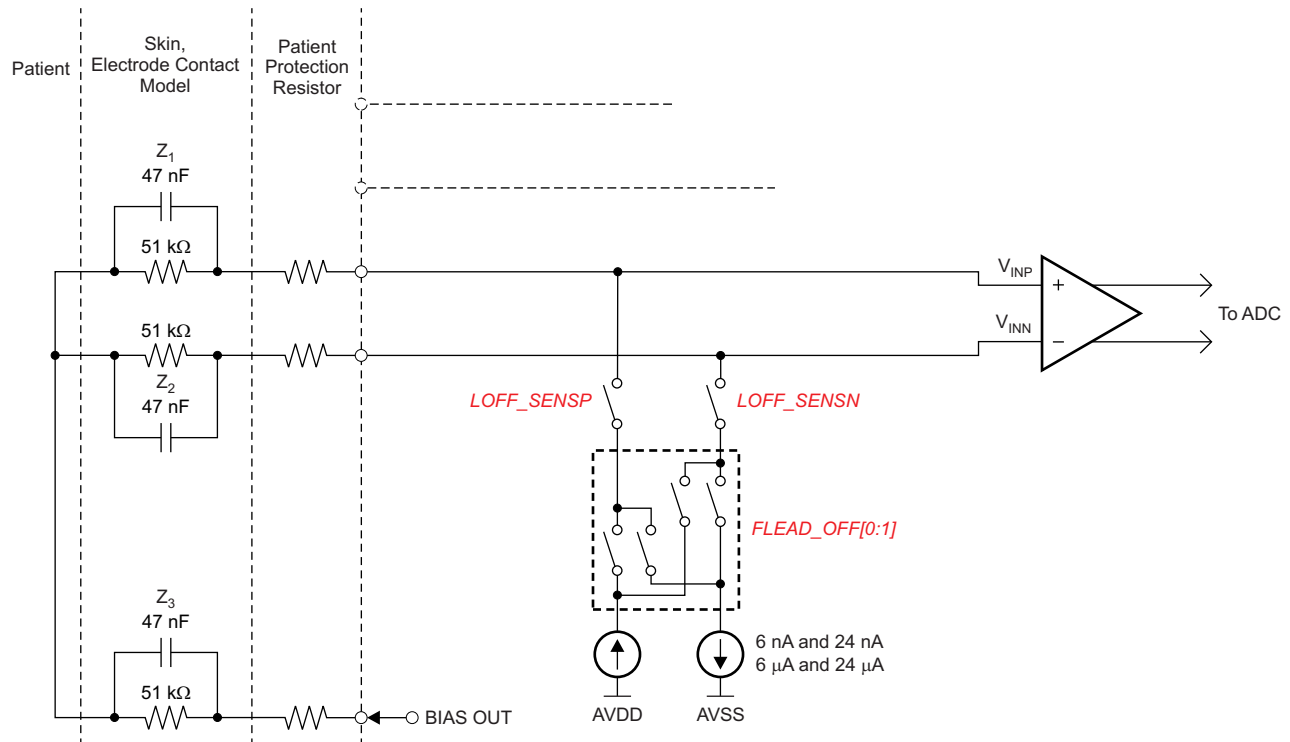 Patient
Skin,
Electrode Contact
Model
Patient
Protection
Resistor
Z1
47 nF
51 kΩ
51 kΩ
Z2
47 nF
VINP
+
VINN
−
To ADC
LOFF_SENSP
LOFF_SENSN
FLEAD_OFF[0:1]
6 nA and 24 nA
6 μA and 24 μA
AVDD
AVSS
Z3
47 nF
51 kΩ
BIAS OUT